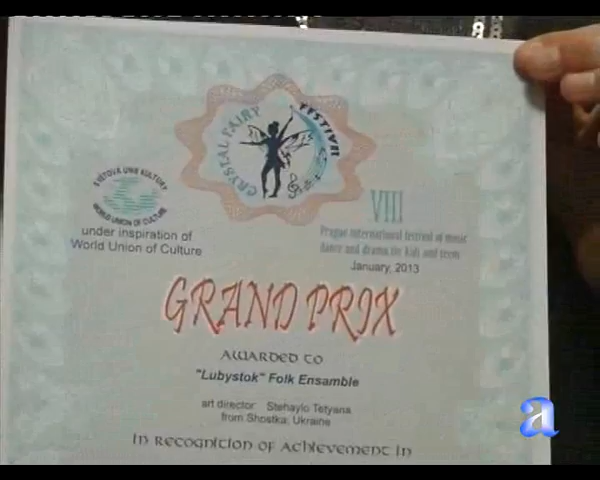 CRYSTAL FAIRY FESTIVAL
SVETOVA UNIE KULTURY
WORLD UNION OF CULTURE
under inspiration of
World Union of Culture
VIII
Prague international festival of music
dance and drama for kids and teens
January, 2013
GRAND PRIX
AWARDED TO
"Lubystok" Folk Ensamble
art director: Stehaylo Tetyana
from Shostka, Ukraine
IN RECOGNITION OF ACHIEVEMENT IN
a